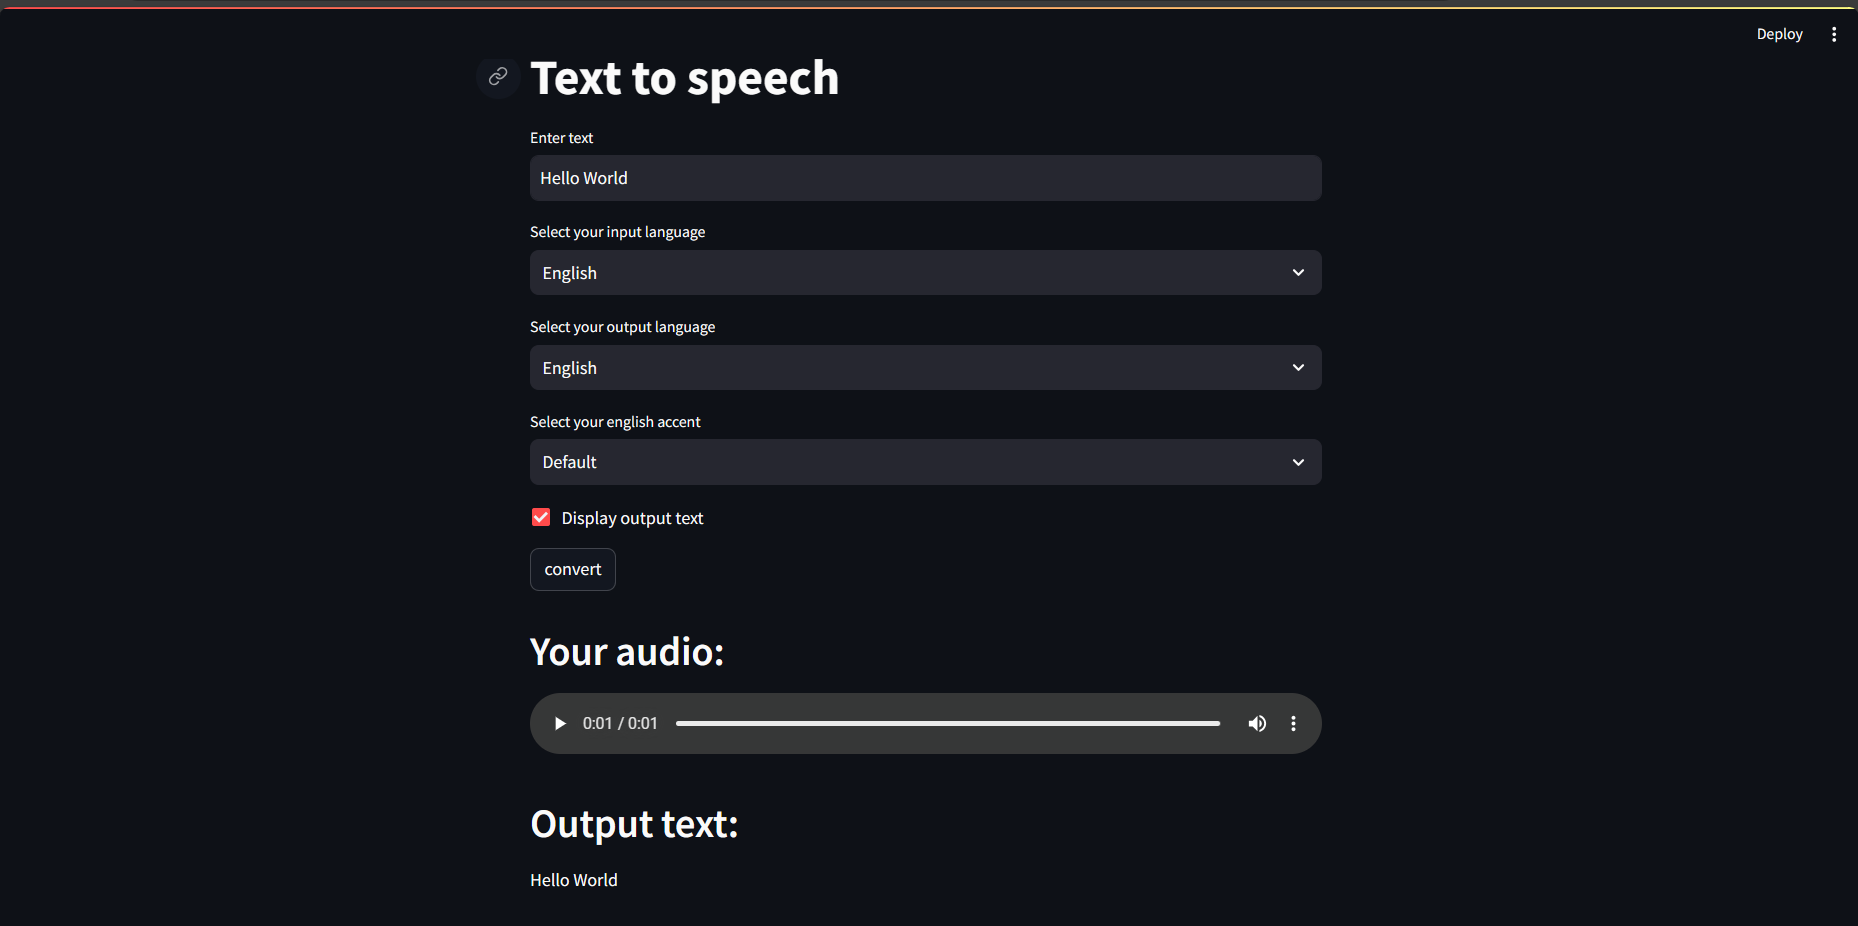 Deploy
Text to speech
Enter text
Hello World
Select your input language
English
Select your output language
English
Select your english accent
Default
Display output text
convert
Your audio:
0:01 / 0:01
Output text:
Hello World